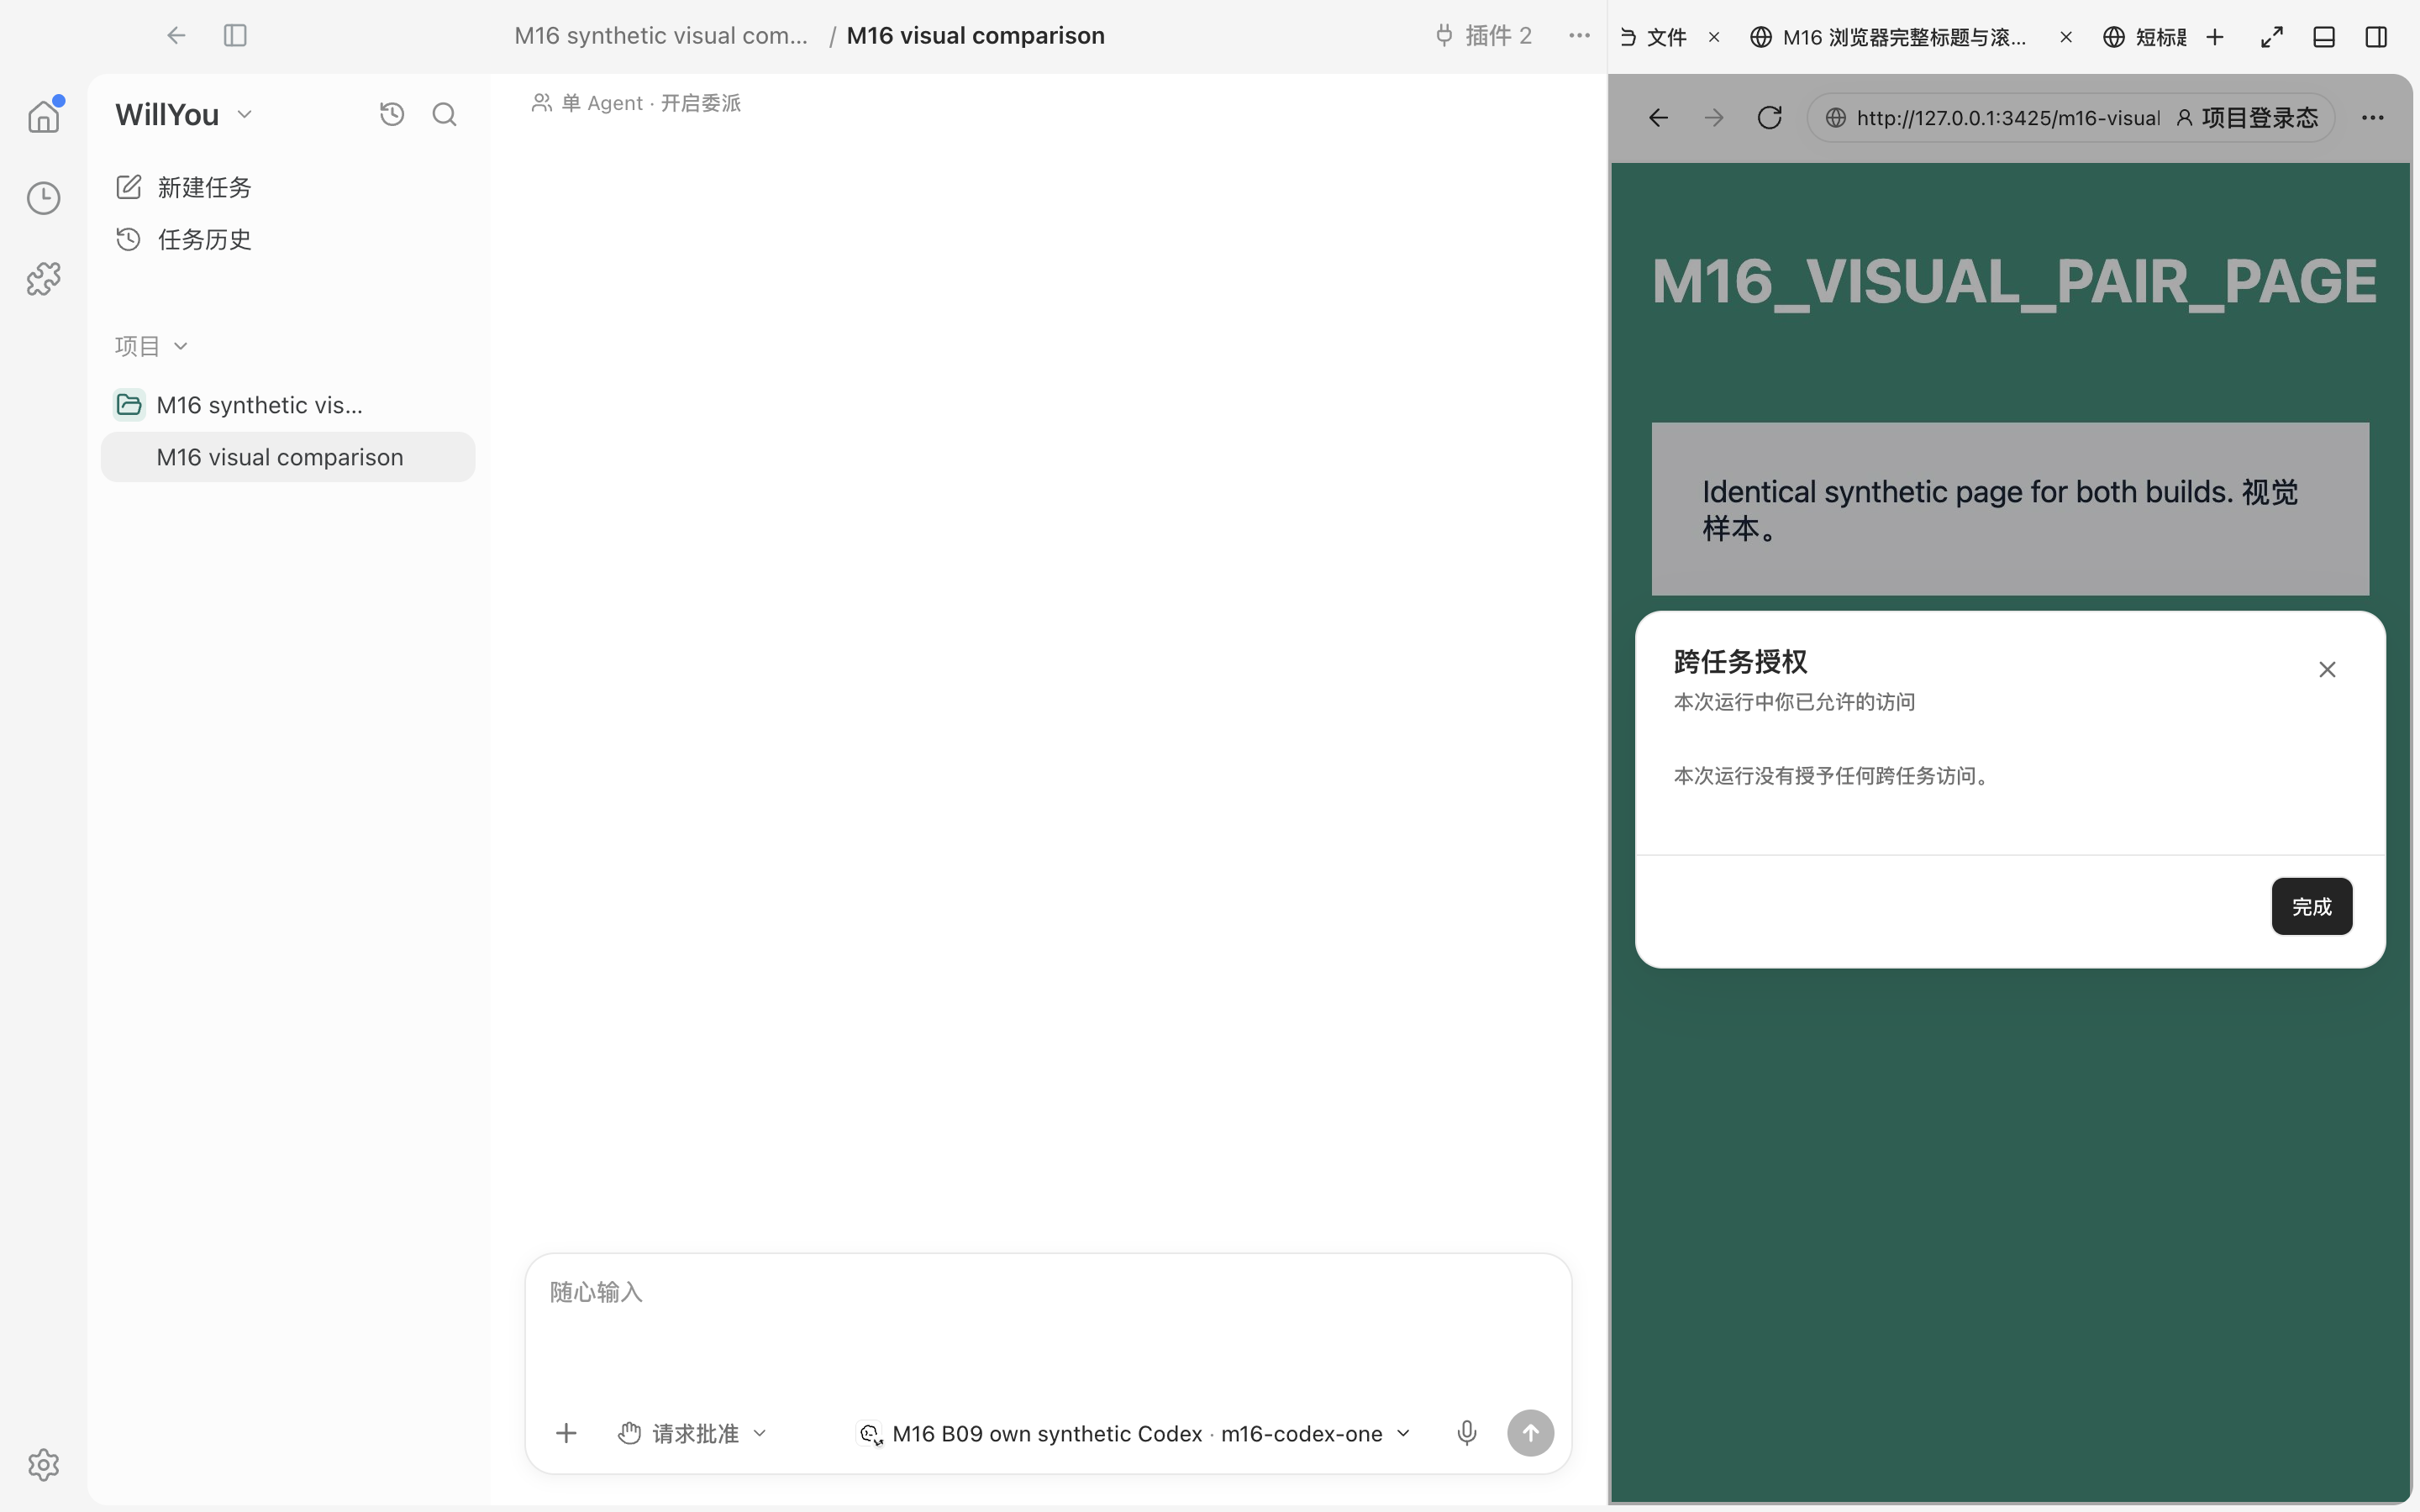 M16 synthetic visual com... / M16 visual comparison
插件 2
文件
M16 浏览器完整标题与滚...
短标题
WillYou
新建任务
任务历史
项目
M16 synthetic vis...
M16 visual comparison
单 Agent · 开启委派
随心输入
请求批准
M16 B09 own synthetic Codex · m16-codex-one
http://127.0.0.1:3425/m16-visual
项目登录态
M16_VISUAL_PAIR_PAGE
Identical synthetic page for both builds. 视觉
样本。
跨任务授权
本次运行中你已允许的访问
本次运行没有授予任何跨任务访问。
完成